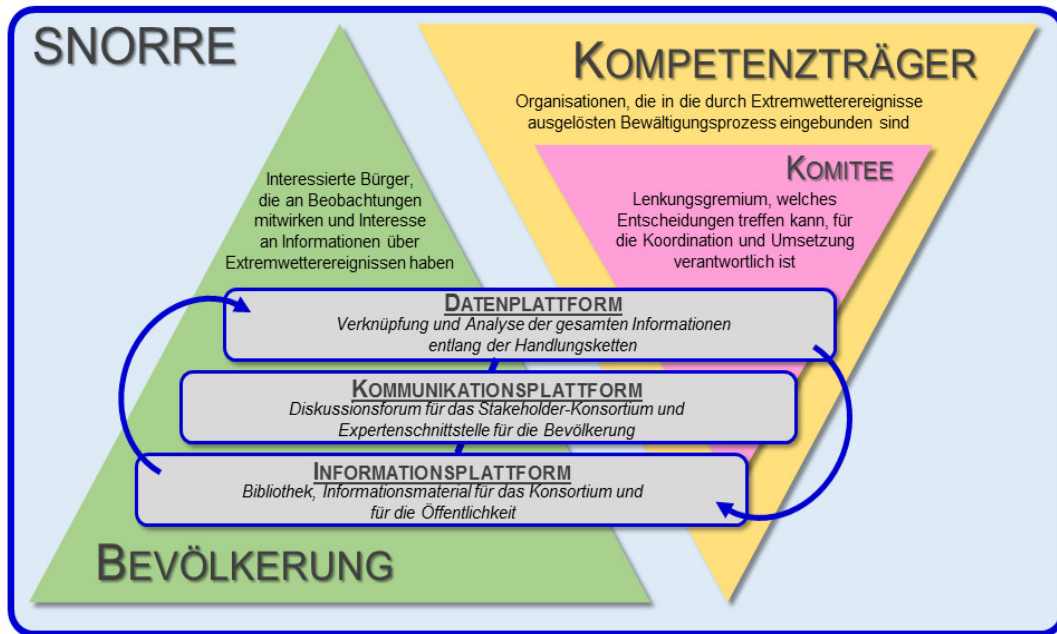 SNORRE
KOMPETENZTRÄGER
Organisationen, die in die durch Extremwetterereignisse
ausgelösten Bewältigungsprozess eingebunden sind
KOMITEE
Lenkungsgremium, welches
Entscheidungen treffen kann, für
die Koordination und Umsetzung
verantwortlich ist
Interessierte Bürger,
die an Beobachtungen
mitwirken und Interesse
an Informationen über
Extremwetterereignissen haben
DATENPLATTFORM
Verknüpfung und Analyse der gesamten Informationen
entlang der Handlungsketten
KOMMUNIKATIONSPLATTFORM
Diskussionsforum für das Stakeholder-Konsortium und
Expertenschnittstelle für die Bevölkerung
INFORMATIONSPLATTFORM
Bibliothek, Informationsmaterial für das Konsortium und
für die Öffentlichkeit
BEVÖLKERUNG